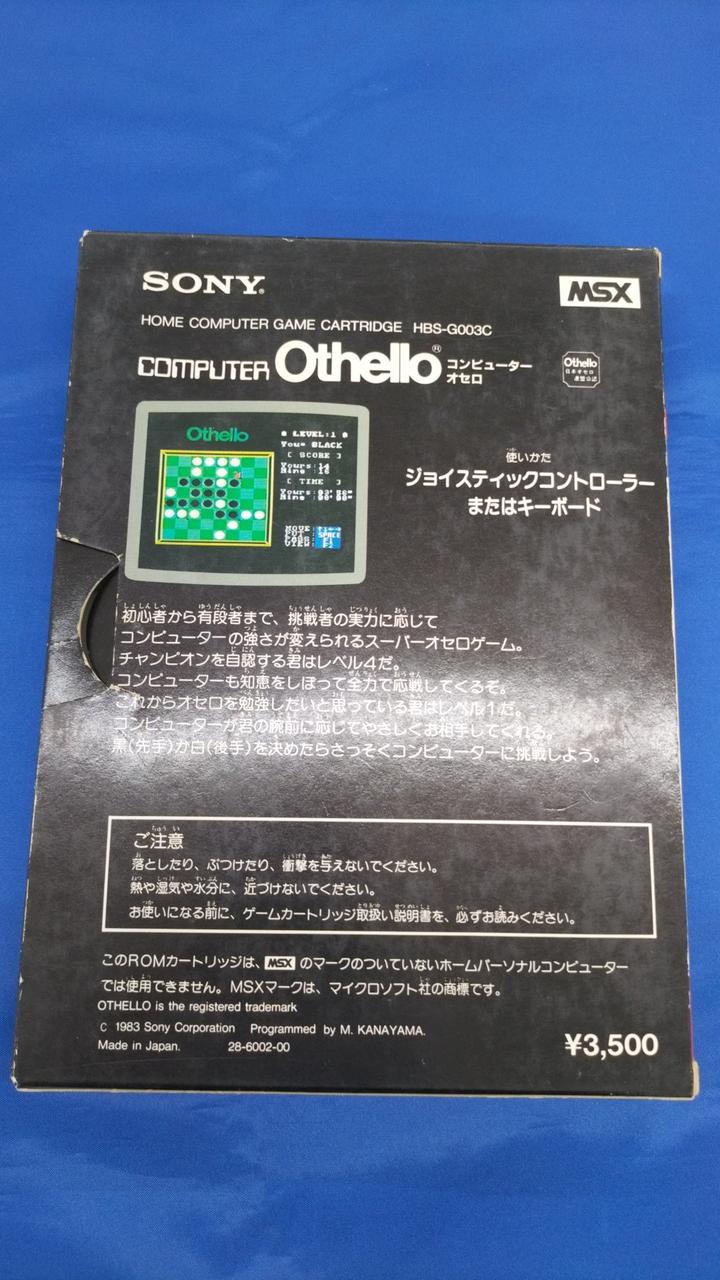 SONY®
MSX
HOME COMPUTER GAME CARTRIDGE HBS-G003C
COMPUTER Othello® コンピューター
オセロ
Othello
日本オセロ
連盟公認
Othello
LEVEL:1
You= BLACK
[ SCORE ]
Yours:14
Mine :14
[ TIME ]
MOVE:
SPACE
F1
VIEW: F2
使いかた
ジョイスティックコントローラー
またはキーボード
初心者から有段者まで、挑戦者の実力に応じて
コンピューターの強さが変えられるスーパーオセロゲーム。
チャンピオンを自認する君はレベル4だ。
コンピューターも知恵をしぼって全力で応戦してくるぞ。
これからオセロを勉強したいと思っている君はレベル1だ。
コンピューターが君の腕前に応じてやさしくお相手してくれる。
黒(先手)か白(後手)を決めたらさっそくコンピューターに挑戦しよう。
ご注意
落としたり、ぶつけたり、衝撃を与えないでください。
熱や湿気や水分に、近づけないでください。
お使いになる前に、ゲームカートリッジ取扱い説明書を、必ずお読みください。
このROMカートリッジは、MSX のマークのついていないホームパーソナルコンピューター
では使用できません。MSXマークは、マイクロソフト社の商標です。
OTHELLO is the registered trademark
© 1983 Sony Corporation Programmed by M. KANAYAMA.
Made in Japan. 28-6002-00
¥3,500